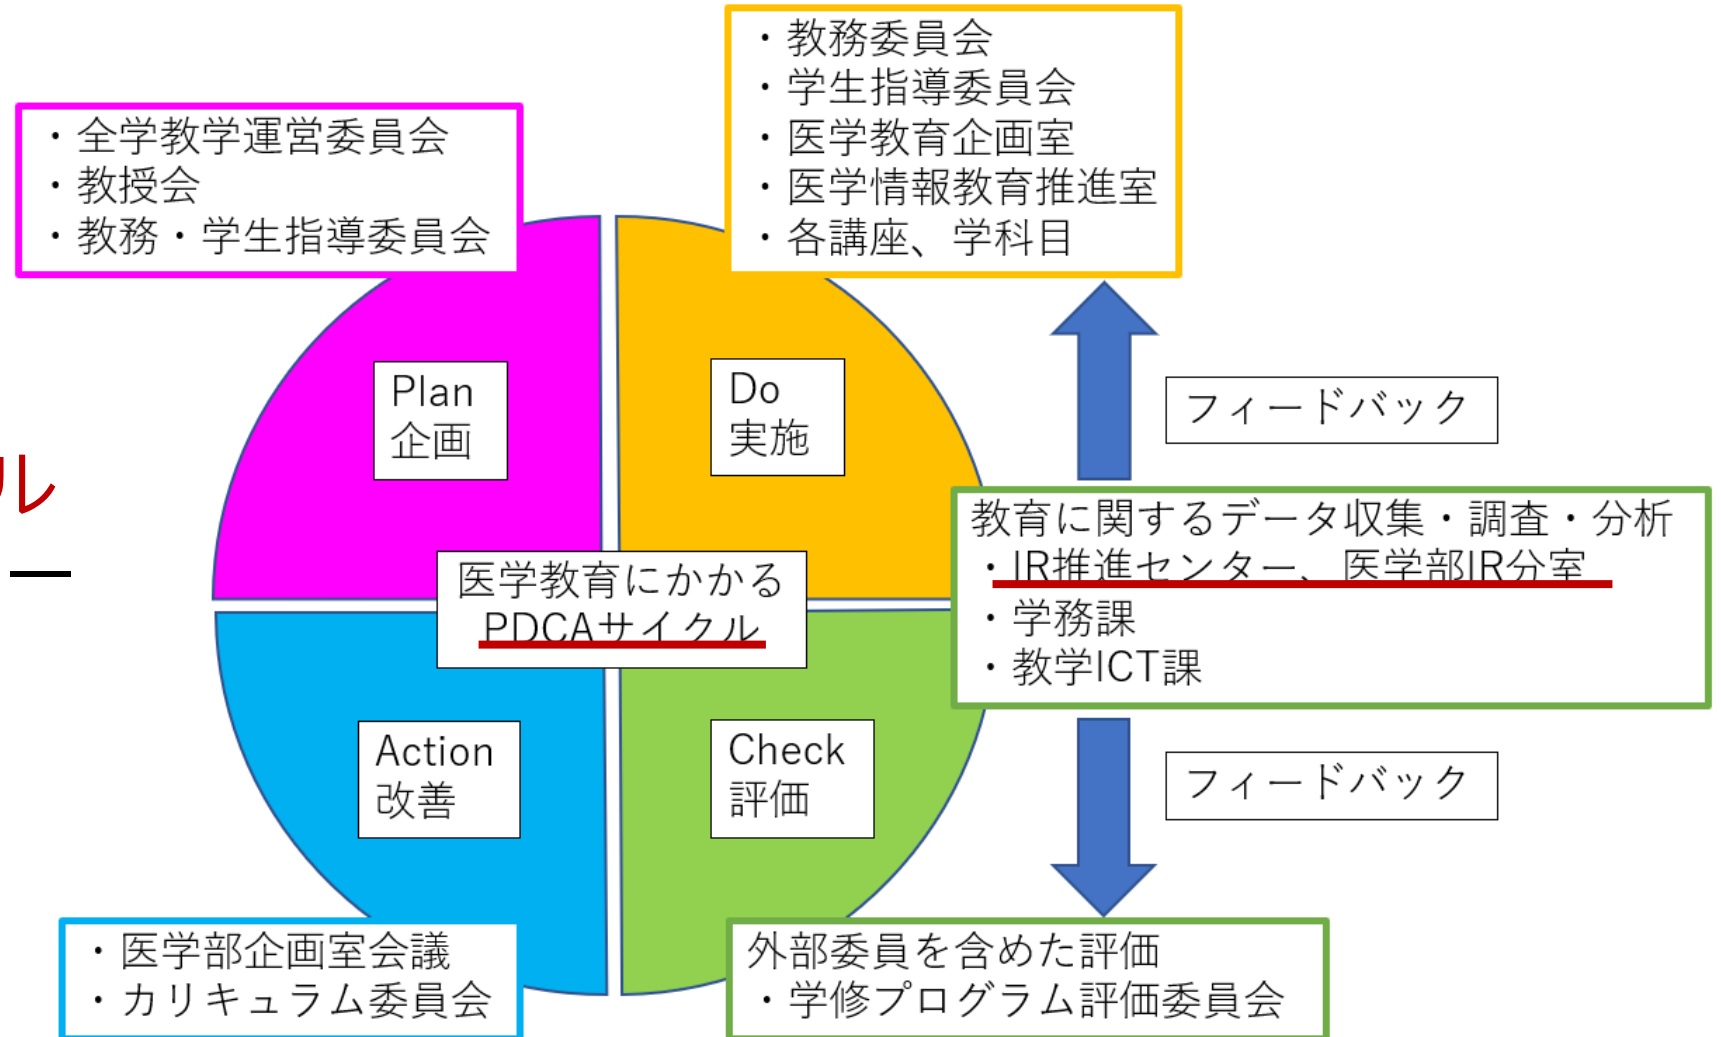 ・教務委員会
・学生指導委員会
・医学教育企画室
・医学情報教育推進室
・各講座、学科目
・全学教学運営委員会
・教授会
・教務・学生指導委員会
Plan
企画
Do
実施
フィードバック
ル
ー
教育に関するデータ収集・調査・分析
・IR推進センター、医学部IR分室
・学務課
・教学ICT課
医学教育にかかる
PDCAサイクル
Action
改善
Check
評価
フィードバック
・医学部企画室会議
・カリキュラム委員会
外部委員を含めた評価
・学修プログラム評価委員会